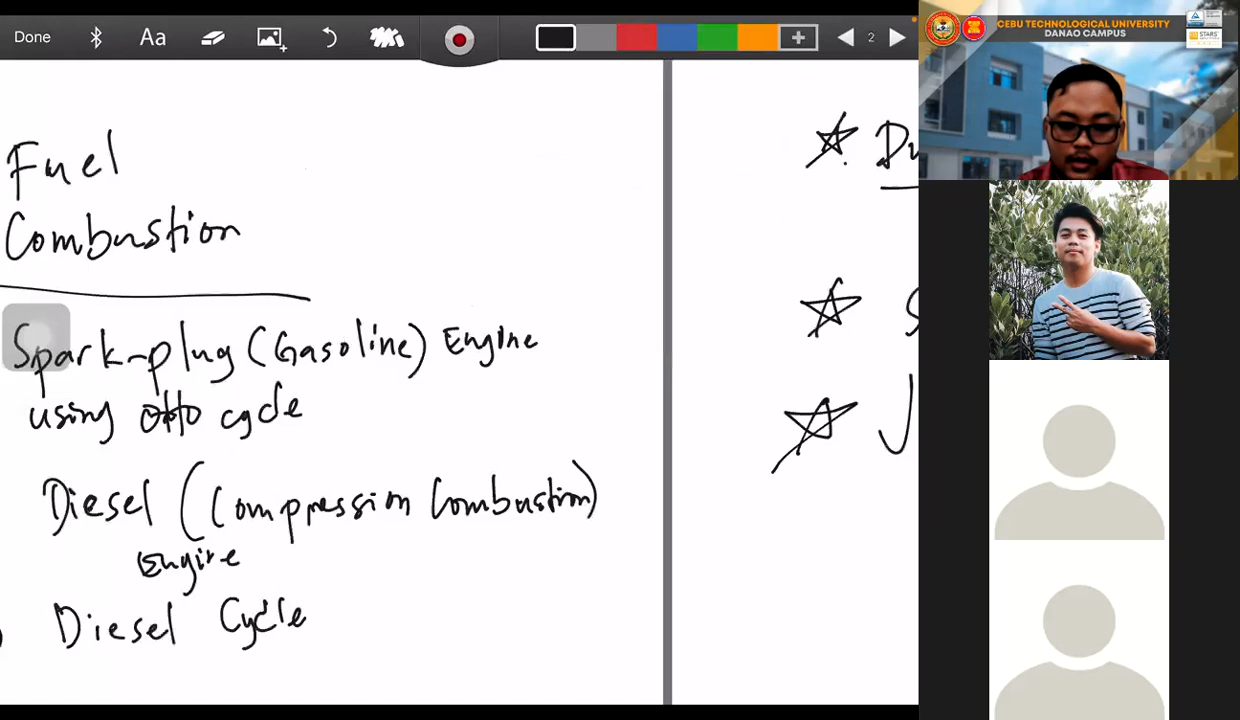 Done
Aa
2
CEBU TECHNOLOGICAL UNIVERSITY
DANAO CAMPUS
STARS
Fuel
Combustion
Spark-plug (Gasoline) Engine
using otto cycle
Diesel (Compression Combustion)
Engine
Diesel Cycle